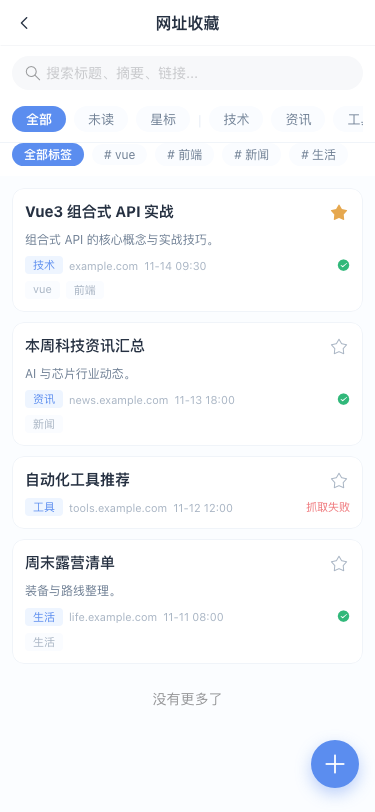 网址收藏
搜索标题、摘要、链接...
全部 未读 星标 技术 资讯 工
全部标签 # vue # 前端 # 新闻 # 生活
Vue3 组合式 API 实战
组合式 API 的核心概念与实战技巧。
技术 example.com 11-14 09:30
vue 前端
本周科技资讯汇总
AI 与芯片行业动态。
资讯 news.example.com 11-13 18:00
新闻
自动化工具推荐
工具 tools.example.com 11-12 12:00 抓取失败
周末露营清单
装备与路线整理。
生活 life.example.com 11-11 08:00
生活
没有更多了